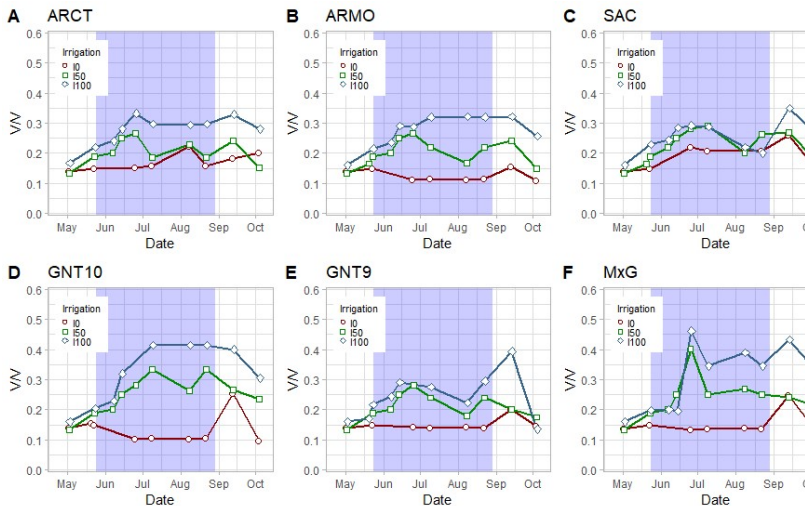 A ARCT
0.6
0.5
0.4
0.3
0.2
0.1
0.0
V/V
Irrigation
I0
I50
I100
May Jun Jul Aug Sep Oct
Date
B ARMO
0.6
0.5
0.4
0.3
0.2
0.1
0.0
V/V
Irrigation
I0
I50
I100
May Jun Jul Aug Sep Oct
Date
C SAC
0.6
0.5
0.4
0.3
0.2
0.1
0.0
V/V
Irrigation
I0
I50
I100
May Jun Jul Aug Sep O
Date
D GNT10
0.6
0.5
0.4
0.3
0.2
0.1
0.0
V/V
Irrigation
I0
I50
I100
May Jun Jul Aug Sep Oct
Date
E GNT9
0.6
0.5
0.4
0.3
0.2
0.1
0.0
V/V
Irrigation
I0
I50
I100
May Jun Jul Aug Sep Oct
Date
F MxG
0.6
0.5
0.4
0.3
0.2
0.1
0.0
V/V
Irrigation
I0
I50
I100
May Jun Jul Aug Sep O
Date